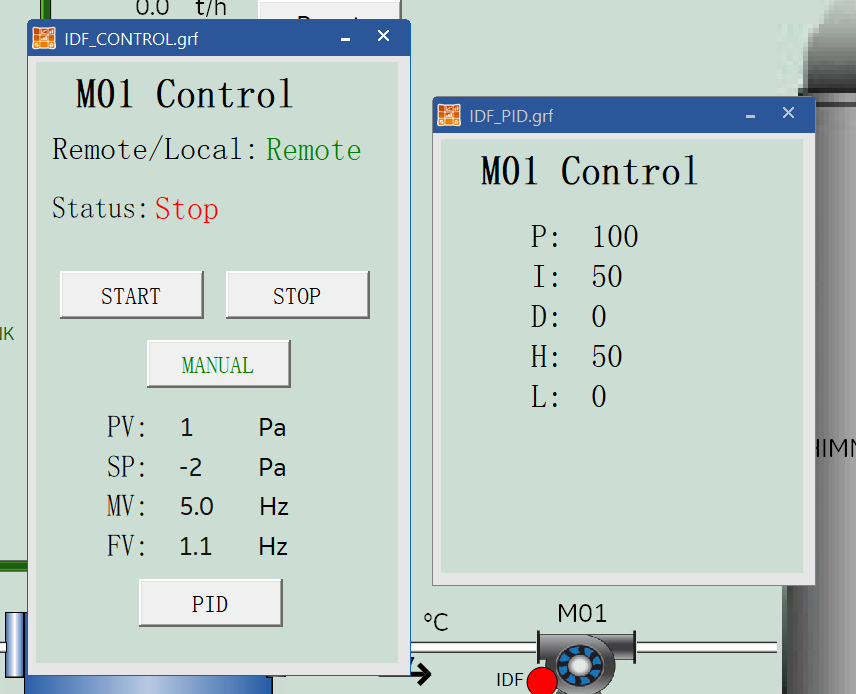 0.0 t/h
IDF_CONTROL.grf
M01 Control
Remote/Local: Remote
Status: Stop
START STOP
MANUAL
PV: 1 Pa
SP: -2 Pa
MV: 5.0 Hz
FV: 1.1 Hz
PID
IDF_PID.grf
M01 Control
P: 100
I: 50
D: 0
H: 50
L: 0
°C
M01
IDF